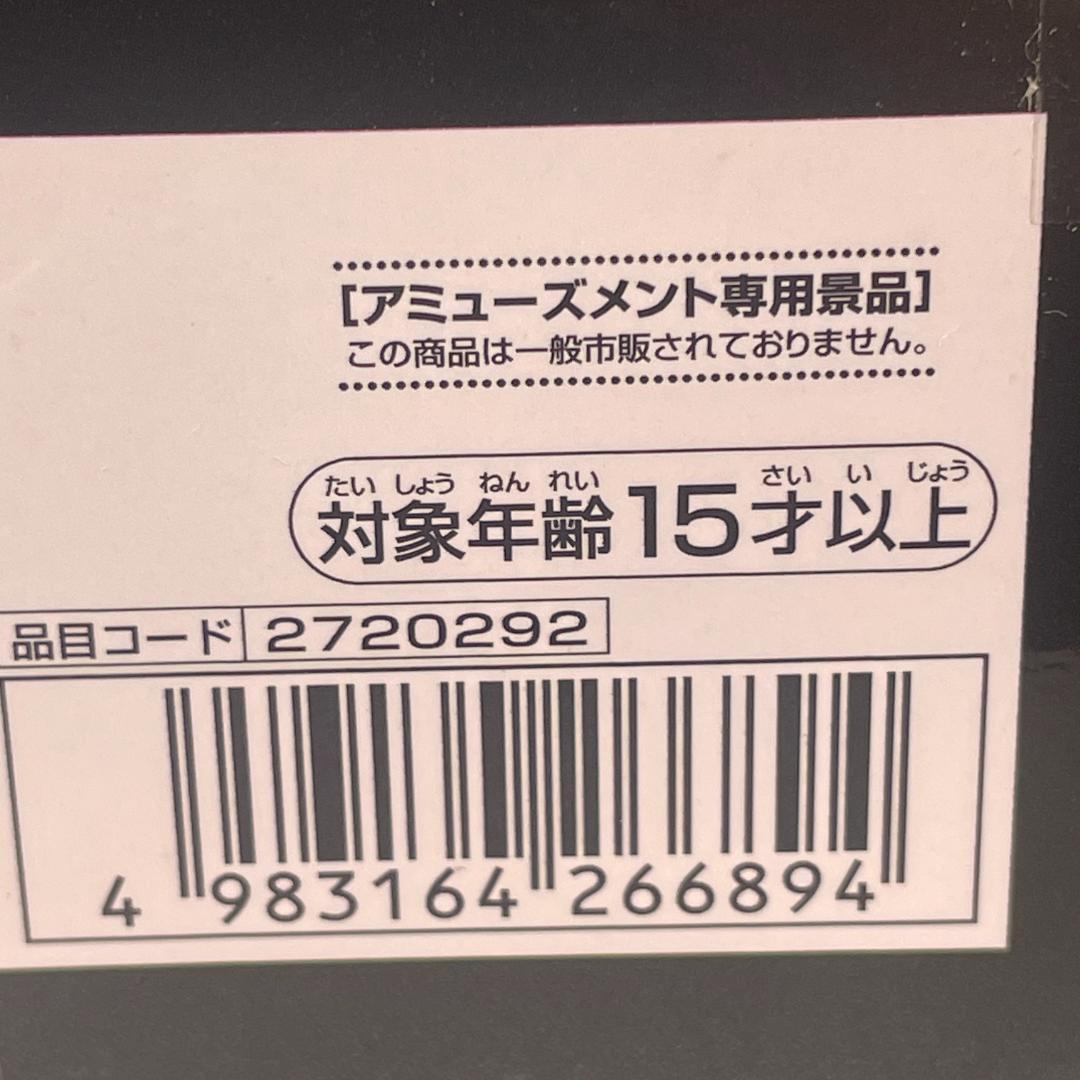 [アミューズメント専用景品]
この商品は一般市販されておりません。
たい しょう ねん れい さい い じょう
対象年齢15才以上
品目コード 2720292
4 983164 266894